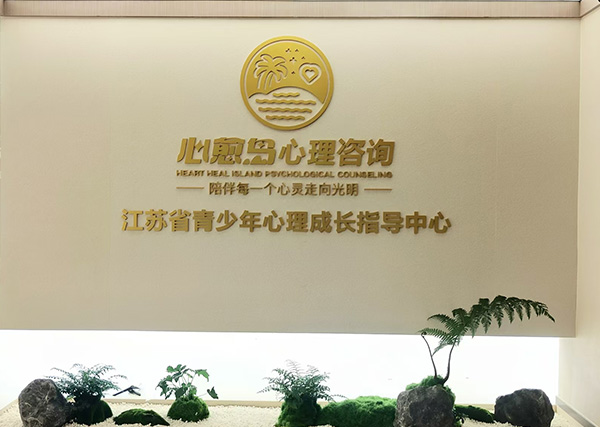 心愈岛心理咨询
HEART HEAL ISLAND PSYCHOLOGICAL COUNSELING
陪伴每一个心灵走向光明
江苏省青少年心理成长指导中心